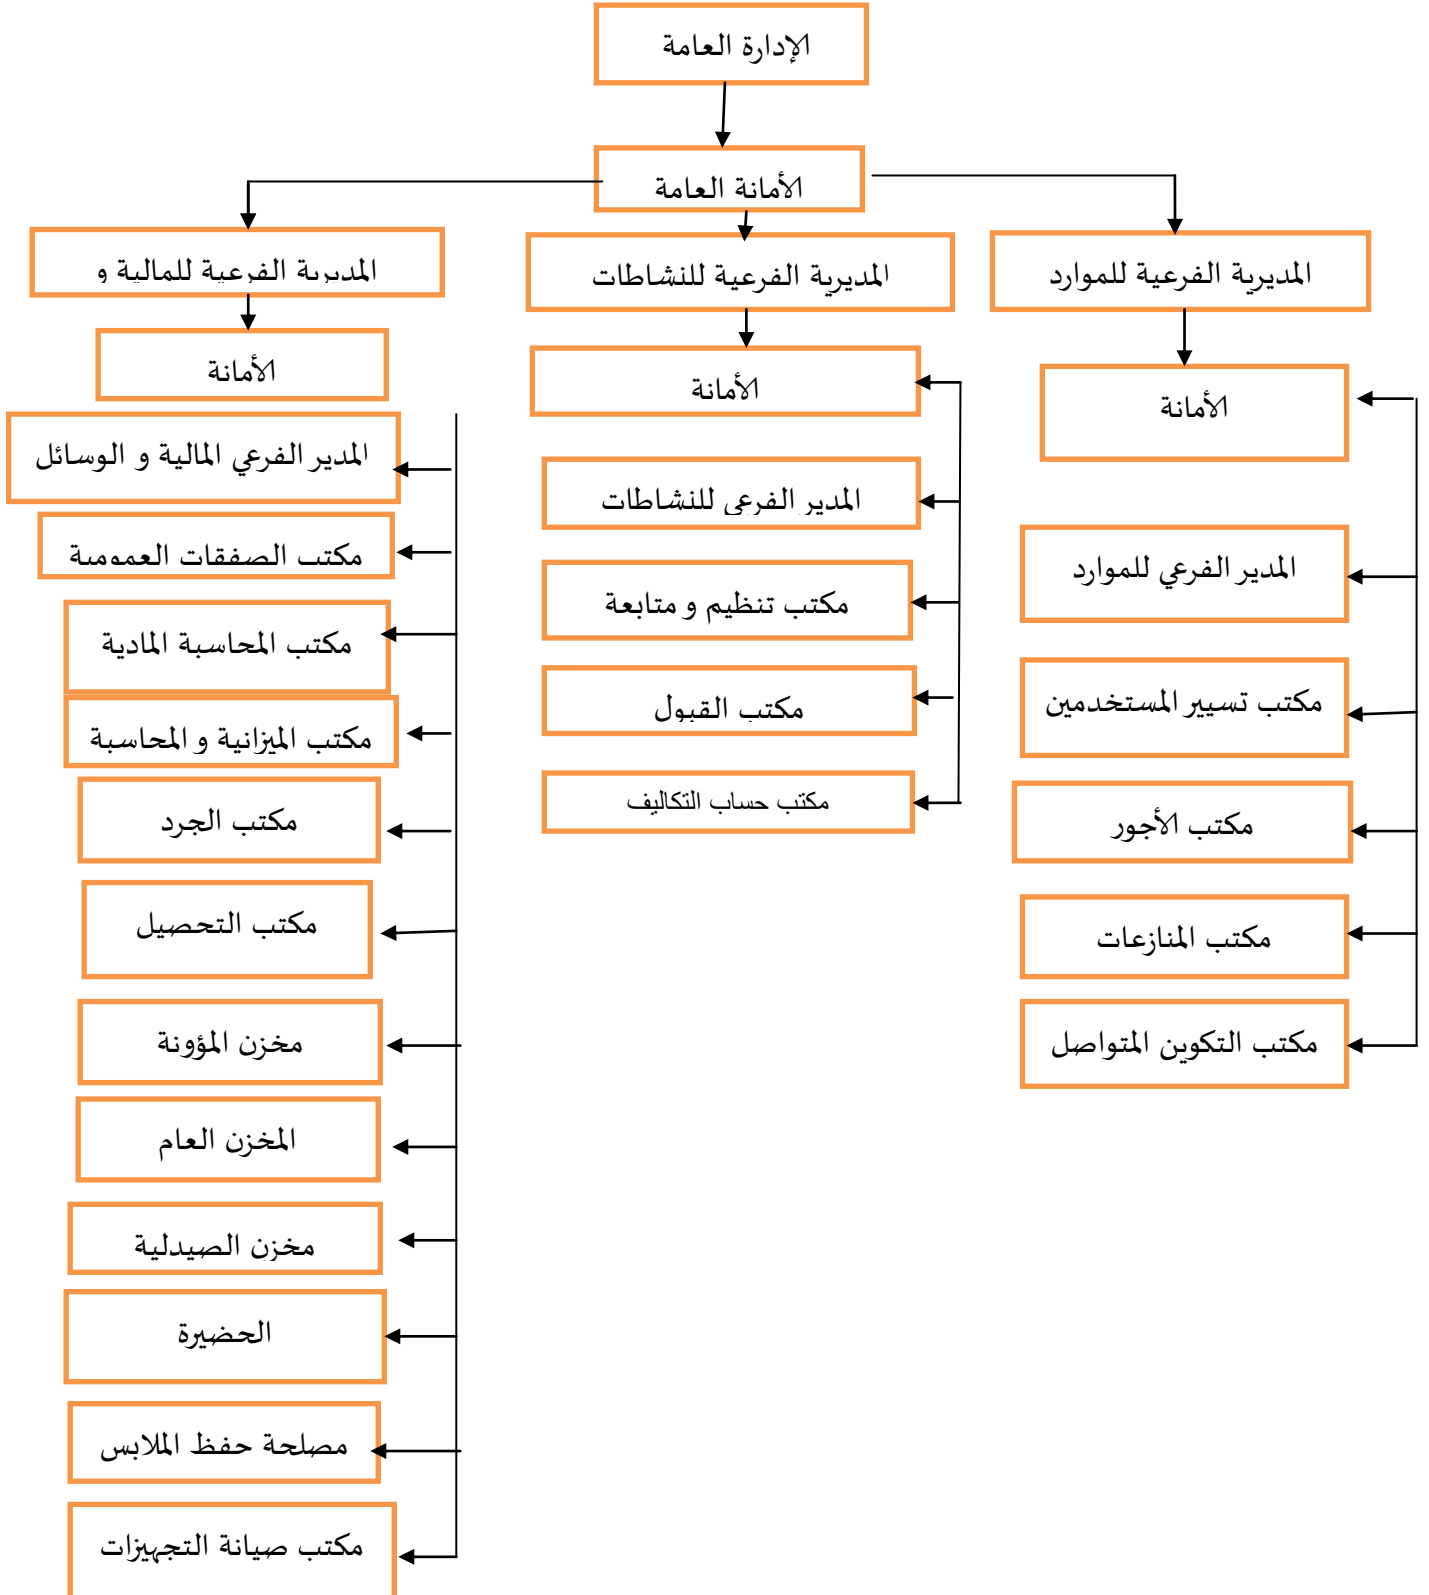 الإدارة العامة
الأمانة العامة
المديرية الفرعية للموارد
المديرية الفرعية للنشاطات
المديرية الفرعية للمالية و
الأمانة
المدير الفرعي للموارد
مكتب تسيير المستخدمين
مكتب الأجور
مكتب المنازعات
مكتب التكوين المتواصل
الأمانة
المدير الفرعي للنشاطات
مكتب تنظيم و متابعة
مكتب القبول
مكتب حساب التكاليف
الأمانة
المدير الفرعي المالية و الوسائل
مكتب الصفقات العمومية
مكتب المحاسبة المادية
مكتب الميزانية و المحاسبة
مكتب الجرد
مكتب التحصيل
مخزن المؤونة
المخزن العام
مخزن الصيدلية
الحضيرة
مصلحة حفظ الملابس
مكتب صيانة التجهيزات